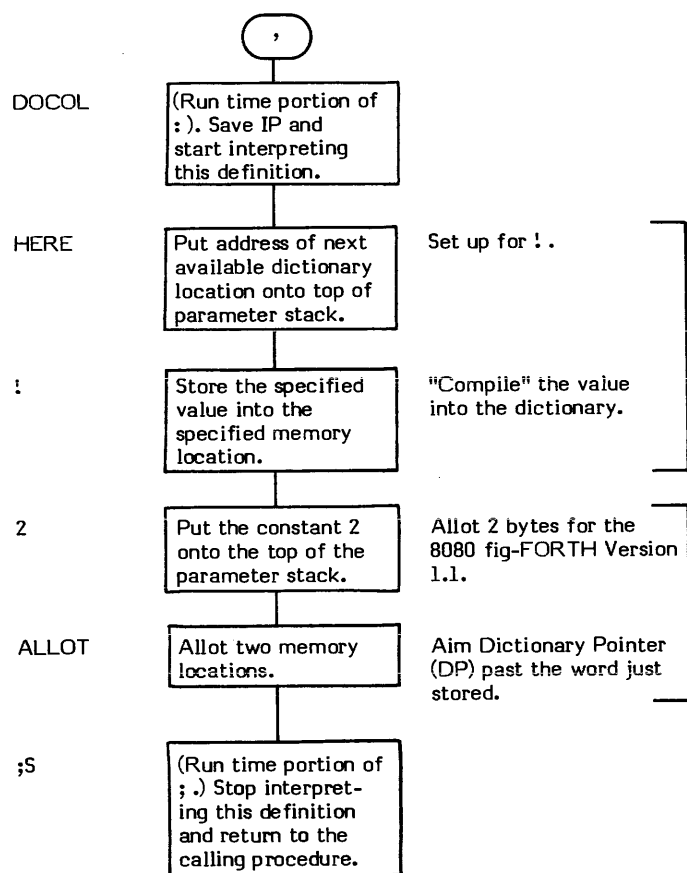 ,
DOCOL
(Run time portion of
: ). Save IP and
start interpreting
this definition.
HERE
Put address of next
available dictionary
location onto top of
parameter stack.
Set up for ! .
!
Store the specified
value into the
specified memory
location.
"Compile" the value
into the dictionary.
2
Put the constant 2
onto the top of the
parameter stack.
Allot 2 bytes for the
8080 fig-FORTH Version
1.1.
ALLOT
Allot two memory
locations.
Aim Dictionary Pointer
(DP) past the word just
stored.
;S
(Run time portion of
; .) Stop interpret-
ing this definition
and return to the
calling procedure.